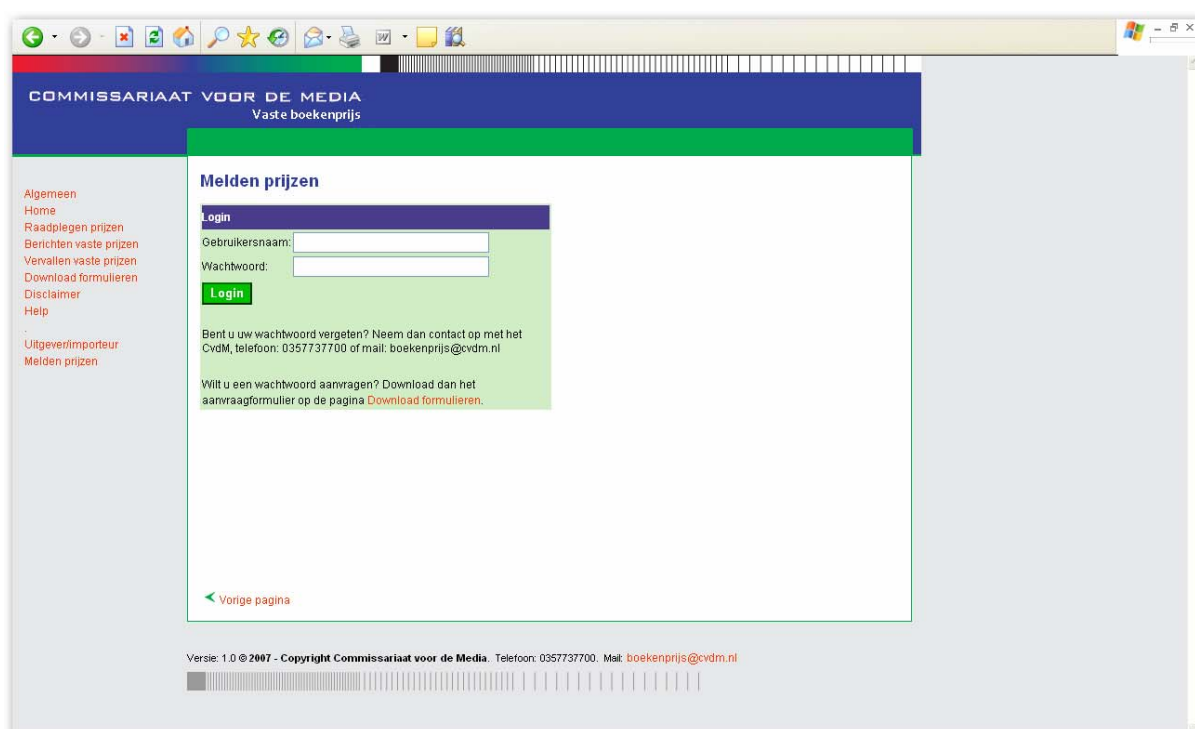 COMMISSARIAAT VOOR DE MEDIA
Vaste boekenprijs
Algemeen
Home
Raadplegen prijzen
Berichten vaste prijzen
Vervallen vaste prijzen
Download formulieren
Disclaimer
Help
.
Uitgever/importeur
Melden prijzen
Melden prijzen
Login
Gebruikersnaam:
Wachtwoord:
Login
Bent u uw wachtwoord vergeten? Neem dan contact op met het
CvdM, telefoon: 0357737700 of mail: boekenprijs@cvdm.nl
Wilt u een wachtwoord aanvragen? Download dan het
aanvraagformulier op de pagina Download formulieren.
Vorige pagina
Versie: 1.0 © 2007 - Copyright Commissariaat voor de Media. Telefoon: 0357737700. Mail: boekenprijs@cvdm.nl